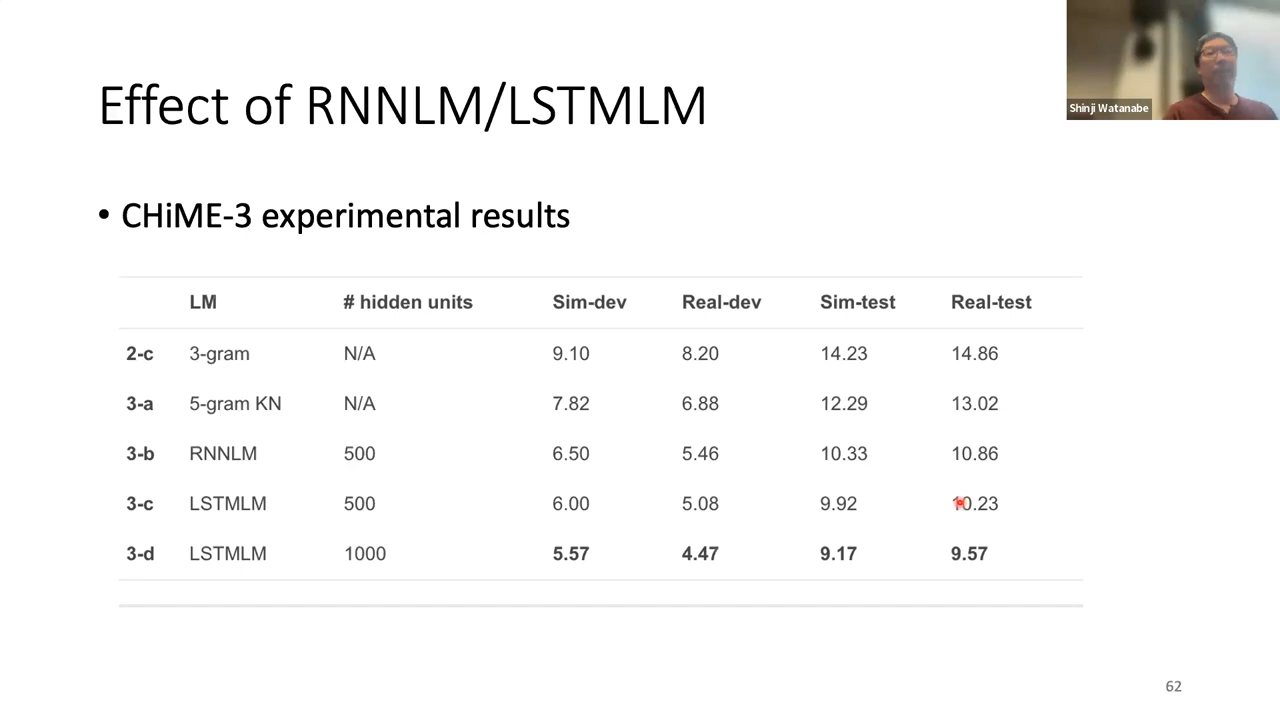 Shinji Watanabe
Effect of RNNLM/LSTMLM
• CHiME-3 experimental results
LM # hidden units Sim-dev Real-dev Sim-test Real-test
2-c 3-gram N/A 9.10 8.20 14.23 14.86
3-a 5-gram KN N/A 7.82 6.88 12.29 13.02
3-b RNNLM 500 6.50 5.46 10.33 10.86
3-c LSTMLM 500 6.00 5.08 9.92 10.23
3-d LSTMLM 1000 5.57 4.47 9.17 9.57
62